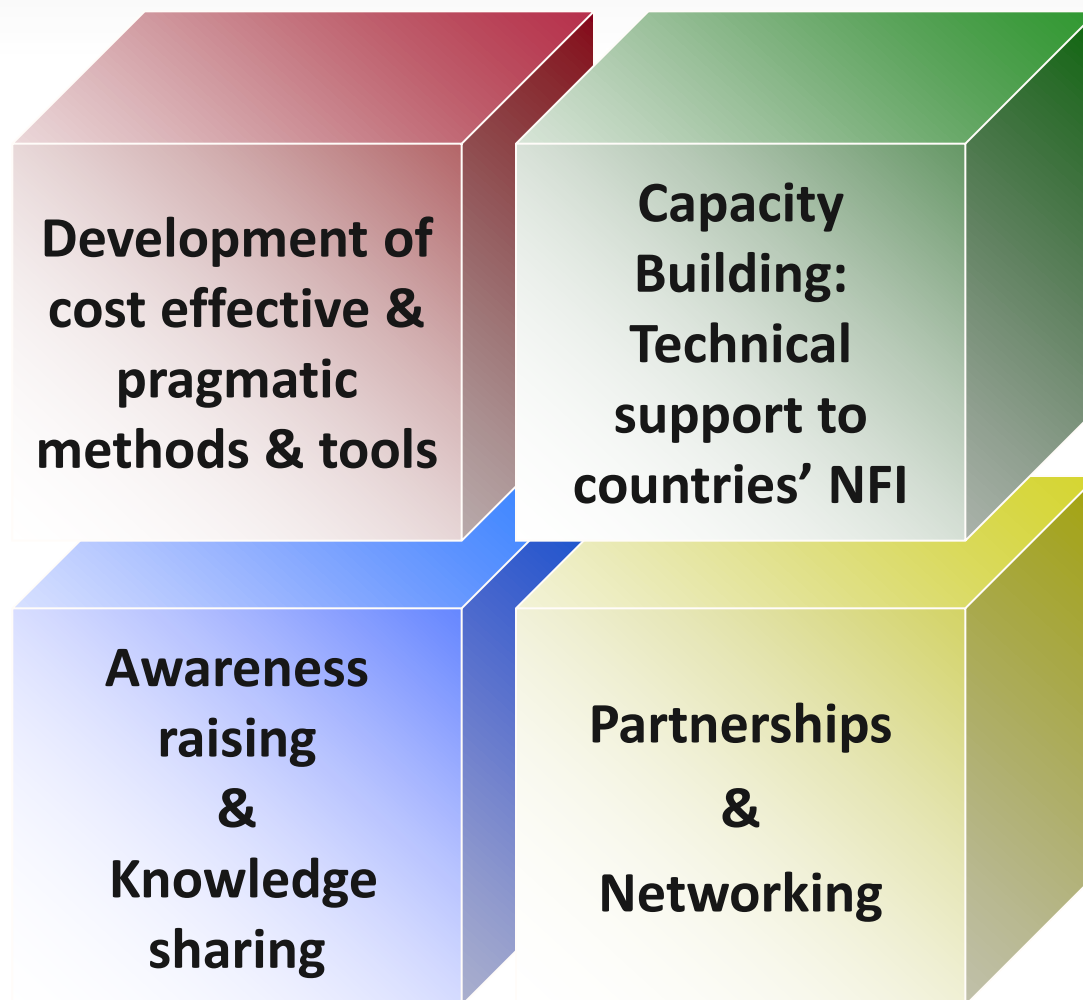 Development of
cost effective &
pragmatic
methods & tools
Capacity
Building:
Technical
support to
countries’ NFI
Awareness
raising
&
Knowledge
sharing
Partnerships
&
Networking